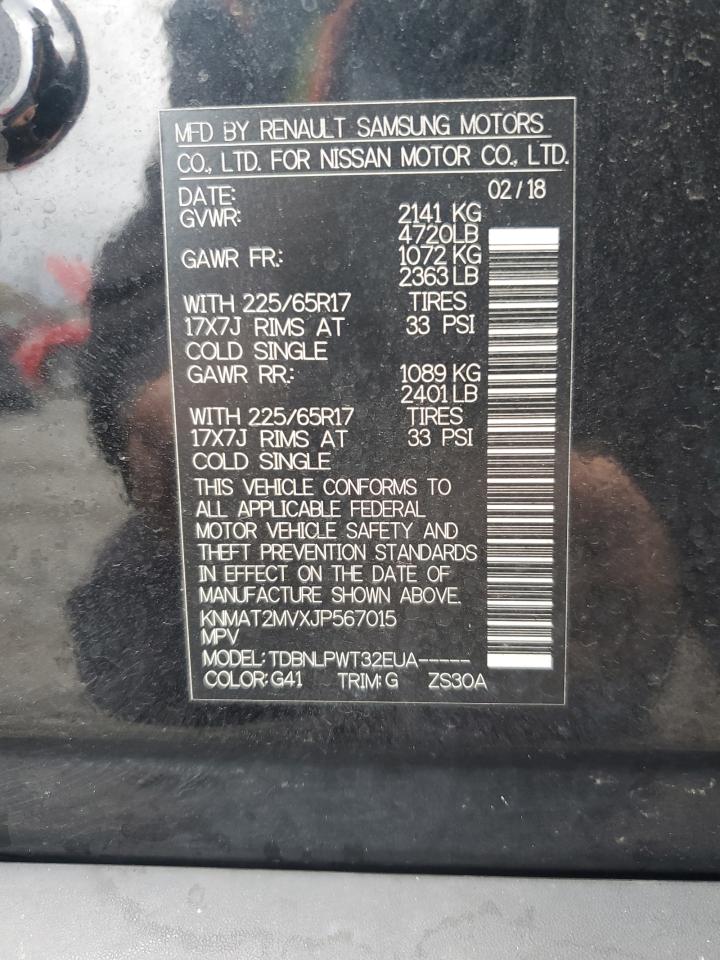 MFD BY RENAULT SAMSUNG MOTORS
CO., LTD. FOR NISSAN MOTOR CO., LTD.
DATE: 02/18
GVWR: 2141 KG
4720LB
GAWR FR: 1072 KG
2363LB
WITH 225/65R17 TIRES
17X7J RIMS AT 33 PSI
COLD SINGLE
GAWR RR: 1089 KG
2401LB
WITH 225/65R17 TIRES
17X7J RIMS AT 33 PSI
COLD SINGLE
THIS VEHICLE CONFORMS TO
ALL APPLICABLE FEDERAL
MOTOR VEHICLE SAFETY AND
THEFT PREVENTION STANDARDS
IN EFFECT ON THE DATE OF
MANUFACTURE SHOWN ABOVE.
KNMAT2MVXJP567015
MPV
MODEL: TDBNLPWT32EUA-----
COLOR: G41 TRIM: G ZS30A